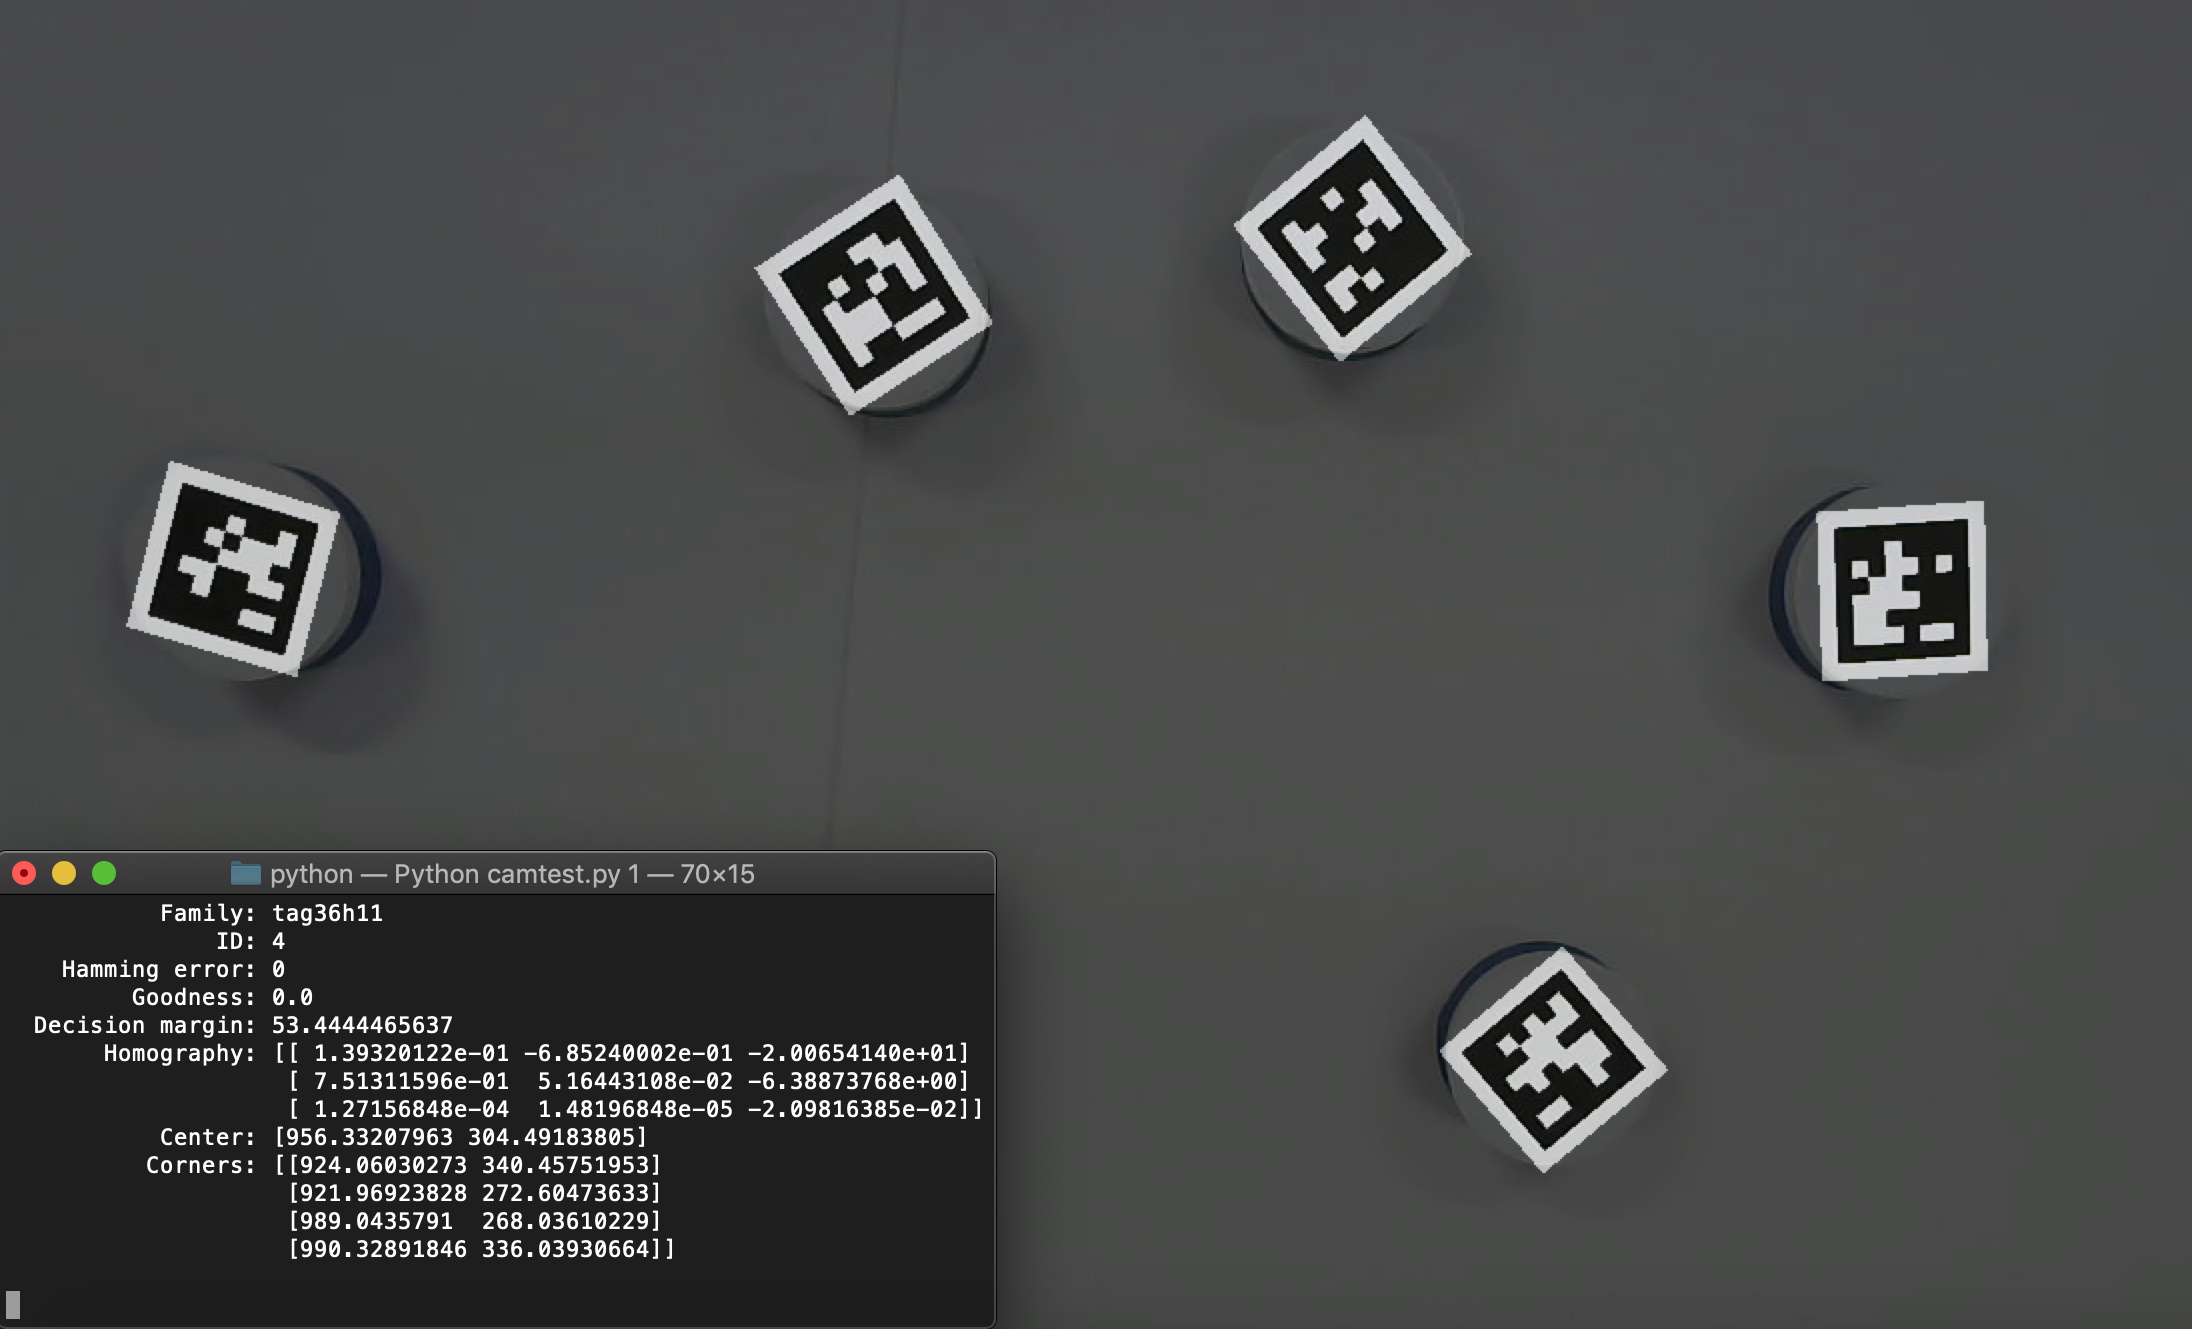 python — Python camtest.py 1 — 70×15
Family: tag36h11
ID: 4
Hamming error: 0
Goodness: 0.0
Decision margin: 53.4444465637
Homography: [[ 1.39320122e-01 -6.85240002e-01 -2.00654140e+01]
[ 7.51311596e-01  5.16443108e-02 -6.38873768e+00]
[ 1.27156848e-04  1.48196848e-05 -2.09816385e-02]]
Center: [956.33207963 304.49183805]
Corners: [[924.06030273 340.45751953]
[921.96923828 272.60473633]
[989.0435791  268.03610229]
[990.32891846 336.03930664]]